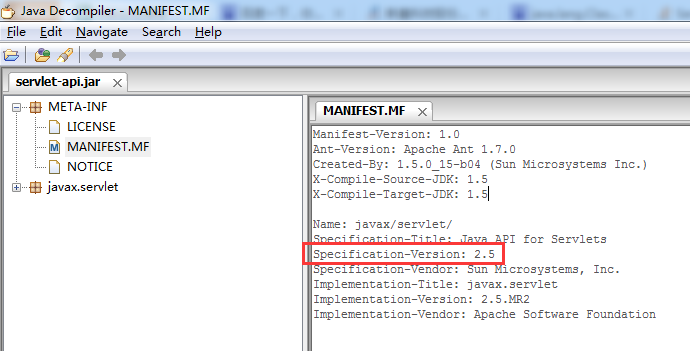 Java Decompiler - MANIFEST.MF
File Edit Navigate Search Help
servlet-api.jar
META-INF
LICENSE
MANIFEST.MF
NOTICE
javax.servlet
MANIFEST.MF
Manifest-Version: 1.0
Ant-Version: Apache Ant 1.7.0
Created-By: 1.5.0_15-b04 (Sun Microsystems Inc.)
X-Compile-Source-JDK: 1.5
X-Compile-Target-JDK: 1.5
Name: javax/servlet/
Specification-Title: Java API for Servlets
Specification-Version: 2.5
Specification-Vendor: Sun Microsystems, Inc.
Implementation-Title: javax.servlet
Implementation-Version: 2.5.MR2
Implementation-Vendor: Apache Software Foundation